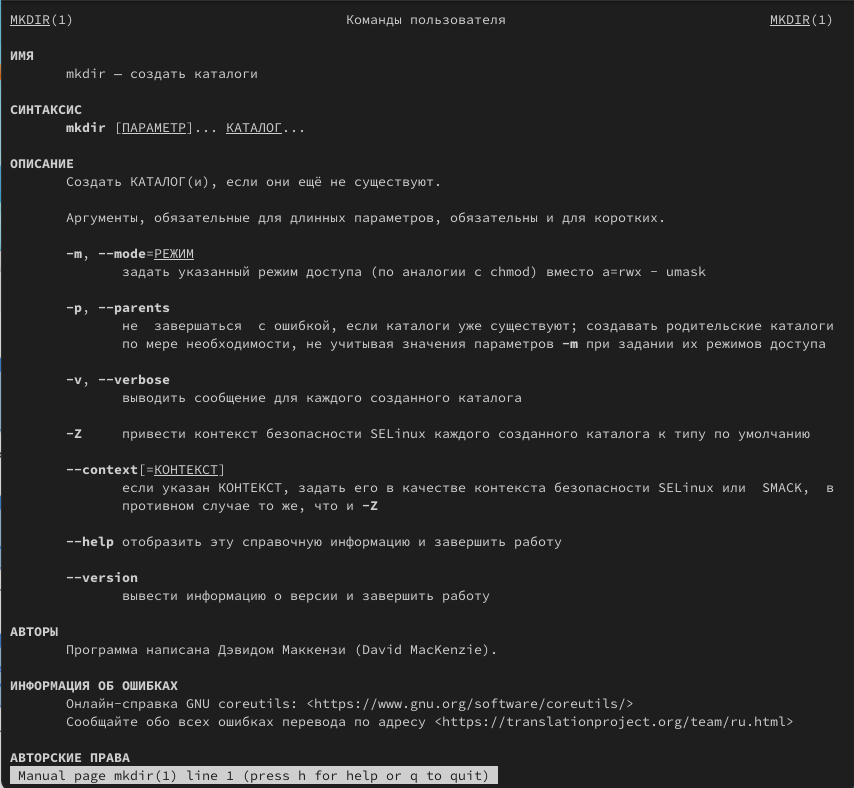 MKDIR(1) Команды пользователя MKDIR(1)
ИМЯ
mkdir — создать каталоги
СИНТАКСИС
mkdir [ПАРАМЕТР]... КАТАЛОГ...
ОПИСАНИЕ
Создать КАТАЛОГ(и), если они ещё не существуют.
Аргументы, обязательные для длинных параметров, обязательны и для коротких.
-m, --mode=РЕЖИМ
задать указанный режим доступа (по аналогии с chmod) вместо a=rwx - umask
-p, --parents
не завершаться с ошибкой, если каталоги уже существуют; создавать родительские каталоги
по мере необходимости, не учитывая значения параметров -m при задании их режимов доступа
-v, --verbose
выводить сообщение для каждого созданного каталога
-Z привести контекст безопасности SELinux каждого созданного каталога к типу по умолчанию
--context[=КОНТЕКСТ]
если указан КОНТЕКСТ, задать его в качестве контекста безопасности SELinux или SMACK, в
противном случае то же, что и -Z
--help отобразить эту справочную информацию и завершить работу
--version
вывести информацию о версии и завершить работу
АВТОРЫ
Программа написана Дэвидом Маккензи (David MacKenzie).
ИНФОРМАЦИЯ ОБ ОШИБКАХ
Онлайн-справка GNU coreutils: <https://www.gnu.org/software/coreutils/>
Сообщайте обо всех ошибках перевода по адресу <https://translationproject.org/team/ru.html>
АВТОРСКИЕ ПРАВА
Manual page mkdir(1) line 1 (press h for help or q to quit)